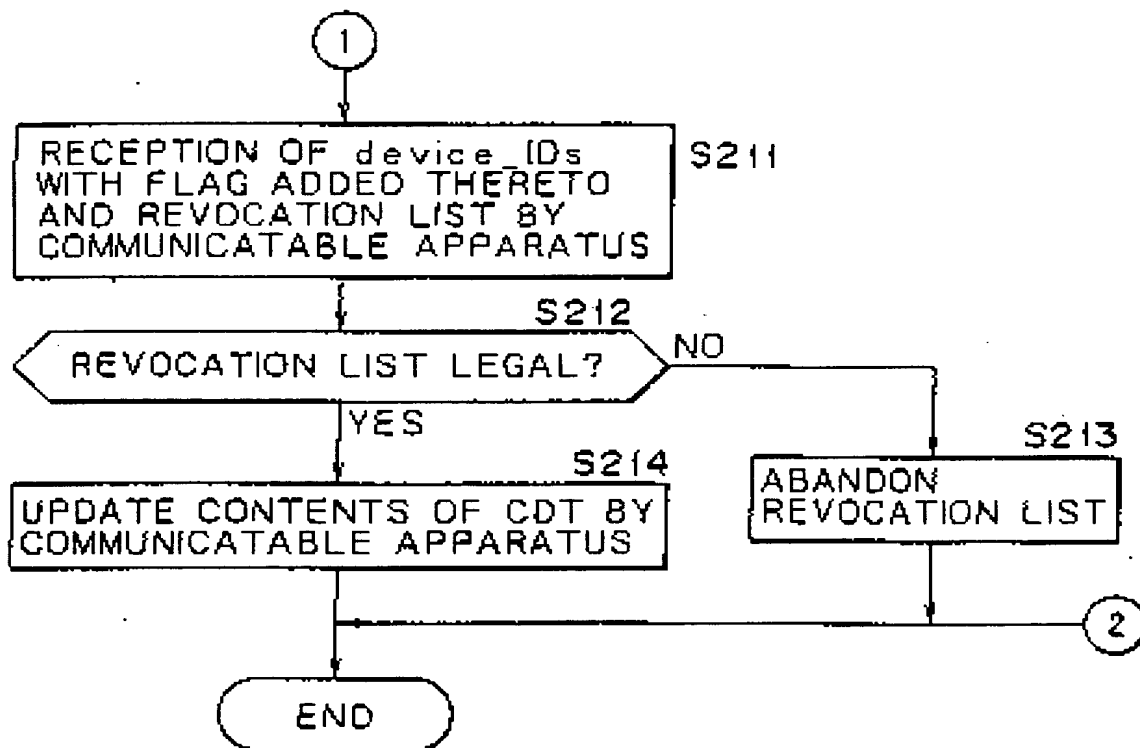 1
RECEPTION OF device_IDs
WITH FLAG ADDED THERETO
AND REVOCATION LIST BY
COMMUNICATABLE APPARATUS
S211
S212
REVOCATION LIST LEGAL?
NO
YES
S214
UPDATE CONTENTS OF CDT BY
COMMUNICATABLE APPARATUS
S213
ABANDON
REVOCATION LIST
2
END